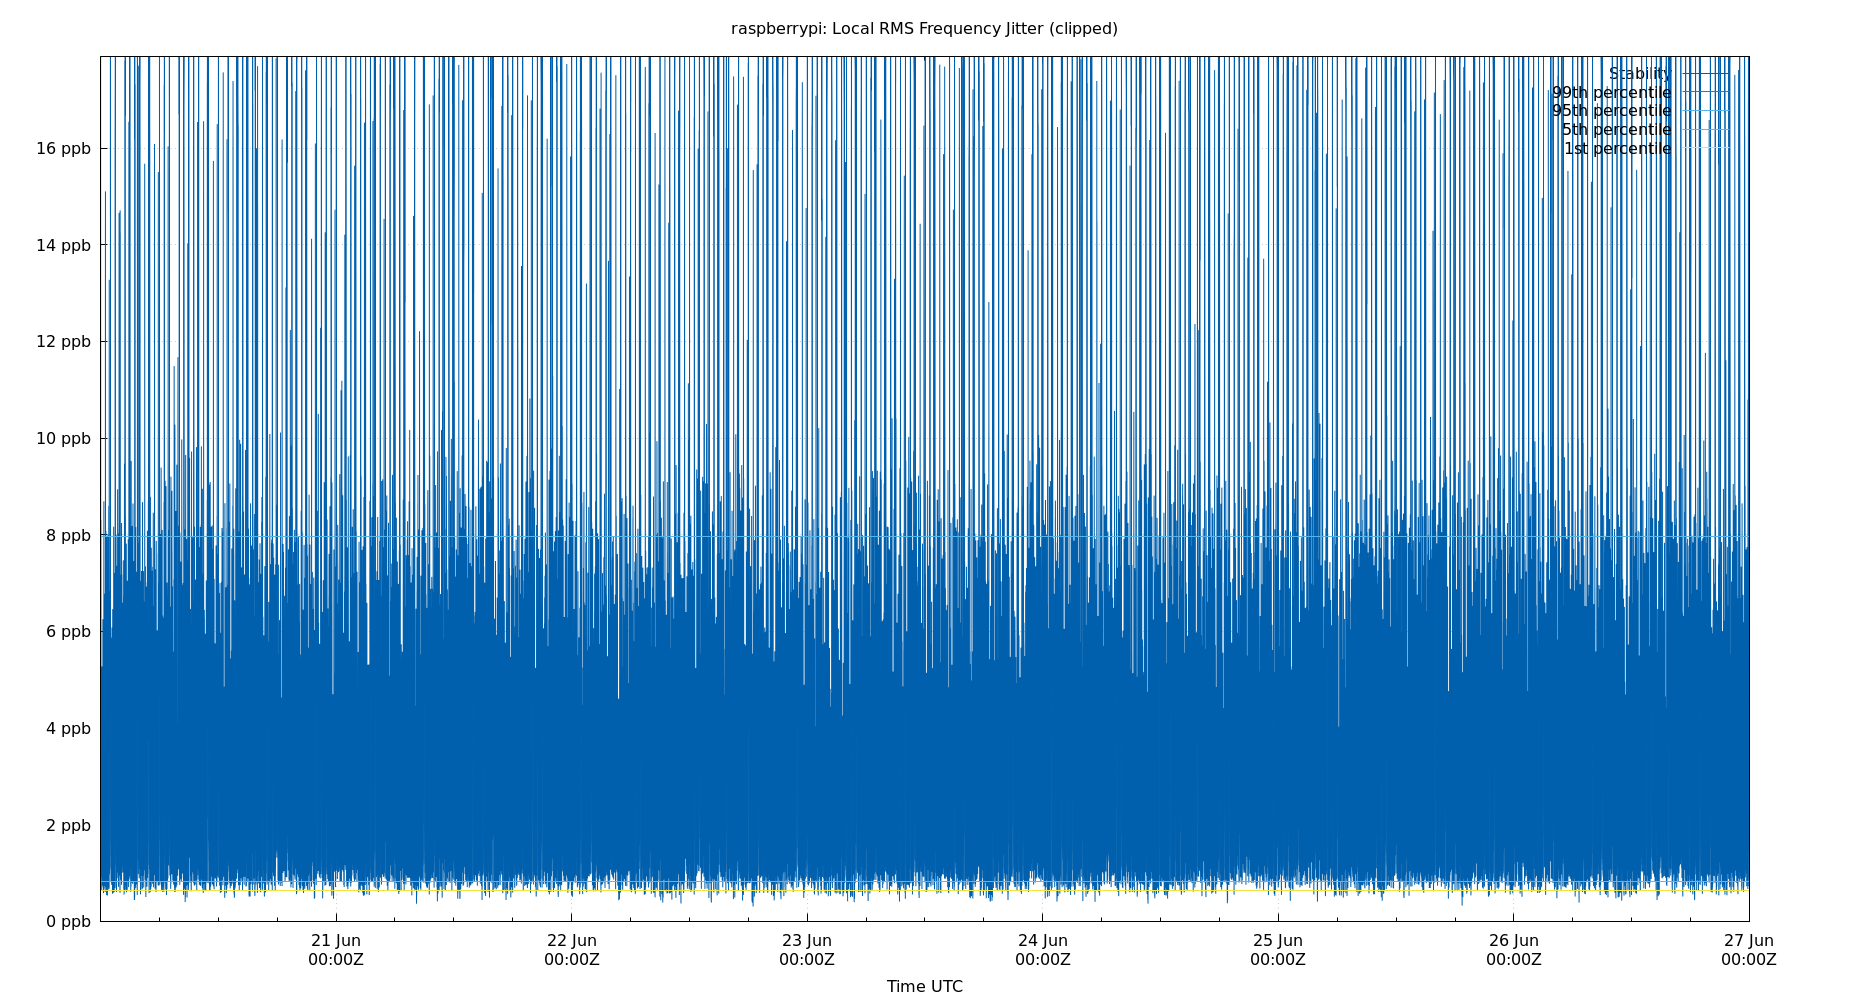 raspberrypi: Local RMS Frequency Jitter (clipped)
Stability
99th percentile
95th percentile
5th percentile
1st percentile
16 ppb
14 ppb
12 ppb
10 ppb
8 ppb
6 ppb
4 ppb
2 ppb
0 ppb
21 Jun 22 Jun 23 Jun 24 Jun 25 Jun 26 Jun 27 Jun
00:00Z 00:00Z 00:00Z 00:00Z 00:00Z 00:00Z 00:00Z
Time UTC